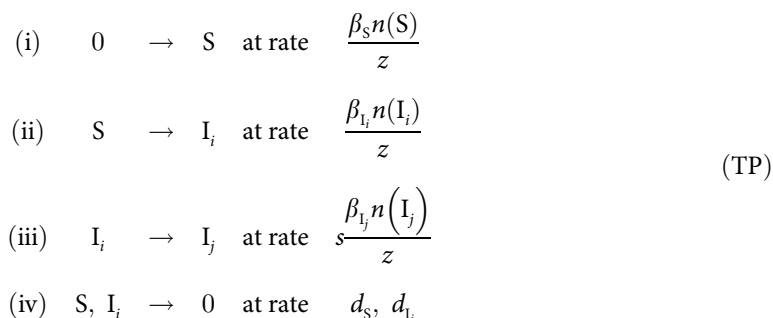 (i) 0 → S at rate β_S n(S) / z
(ii) S → I_i at rate β_{I_i} n(I_i) / z
(TP)
(iii) I_i → I_j at rate s β_{I_j} n(I_j) / z
(iv) S, I_i → 0 at rate d_S, d_{I_i}